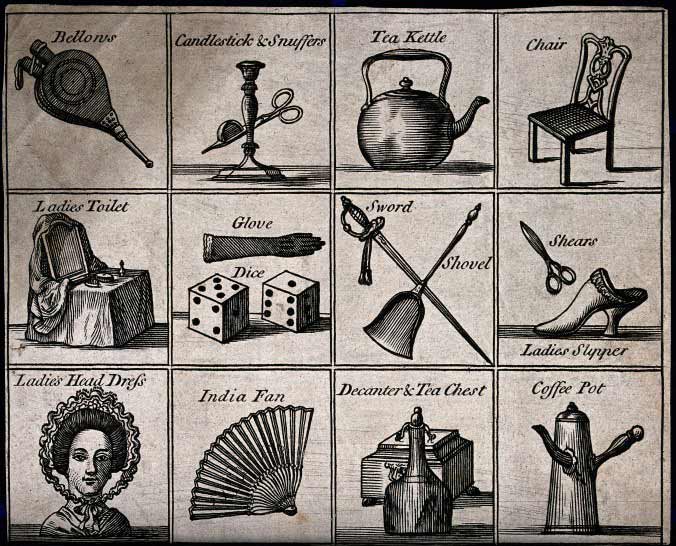 Bellows
Candlestick & Snuffers
Tea Kettle
Chair
Ladies Toilet
Glove
Dice
Sword
Shovel
Shears
Ladies Slipper
Ladies Head Dreſs
India Fan
Decanter & Tea Chest
Coffee Pot